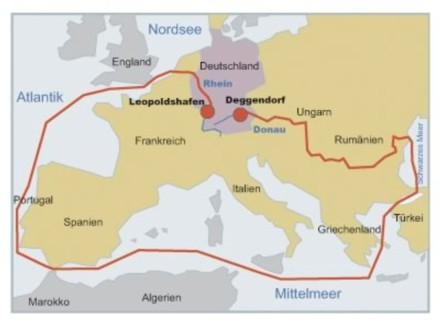 Nordsee
England
Deutschland
Rhein
Atlantik
Leopoldshafen
Deggendorf
Ungarn
Donau
Frankreich
Rumänien
Schwarzes Meer
Italien
Portugal
Spanien
Griechenland
Türkei
Mittelmeer
Algerien
Marokko